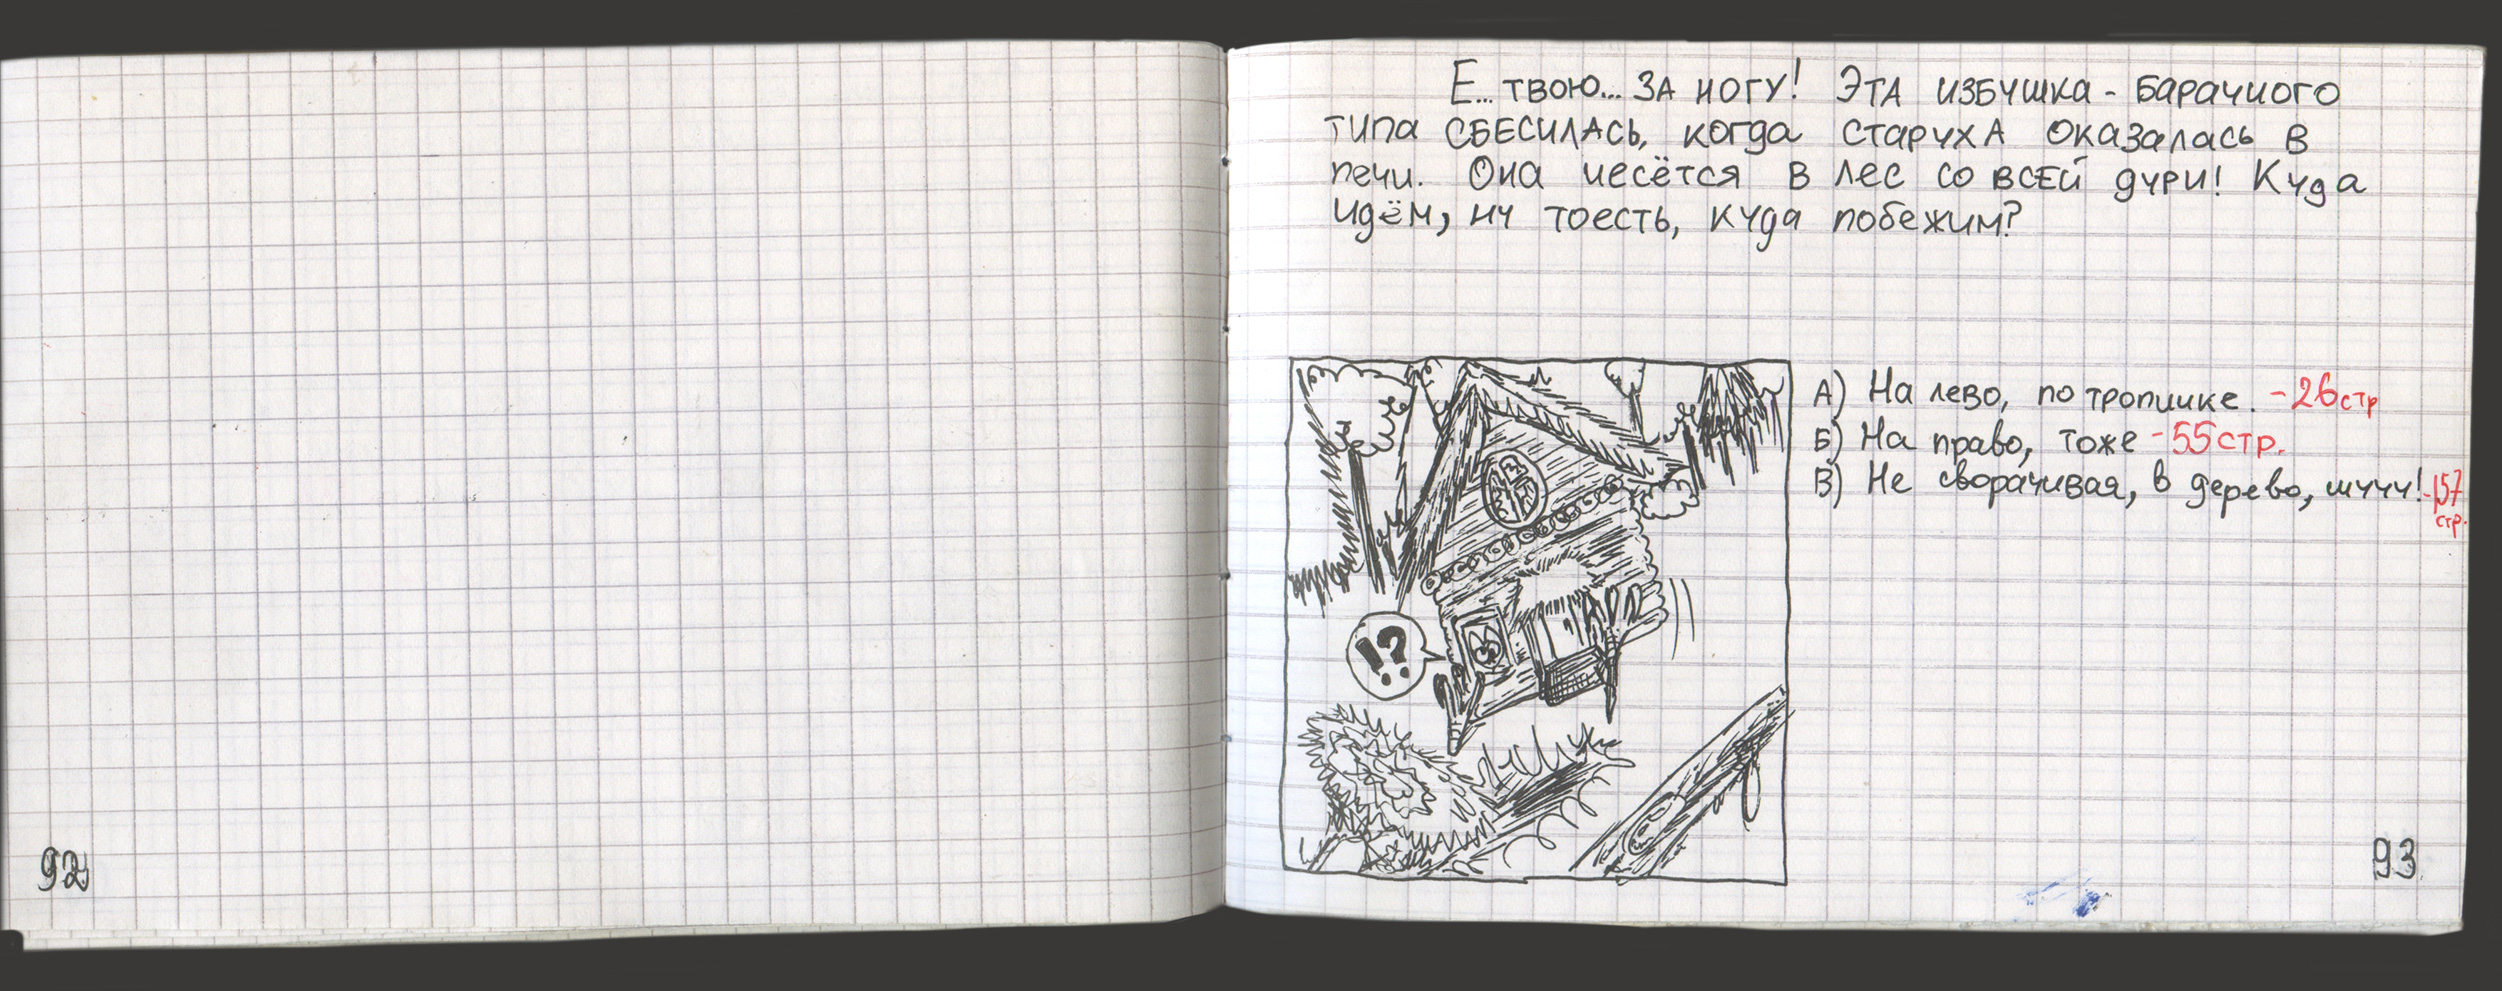 Е... твою... ЗА НОГУ! ЭТА ИЗБУШКА - БАРАЧНОГО
типа СБЕСИЛАСЬ, когда СТАРУХА оказалась в
печи. Она несётся в лес со ВСЕЙ дури! Куда
идём, ну тоесть, куда побежим?
!?
А) На лево, по тропинке. - 26 стр
Б) На право, тоже - 55 стр.
В) Не сворачивая, в дерево, шууу! - 157
стр.
92
93